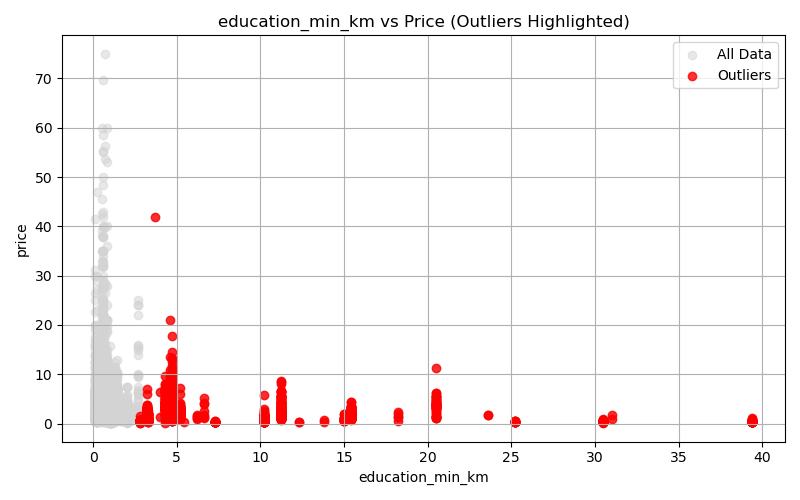 education_min_km vs Price (Outliers Highlighted)
All Data
Outliers
price
70
60
50
40
30
20
10
0
0 5 10 15 20 25 30 35 40
education_min_km